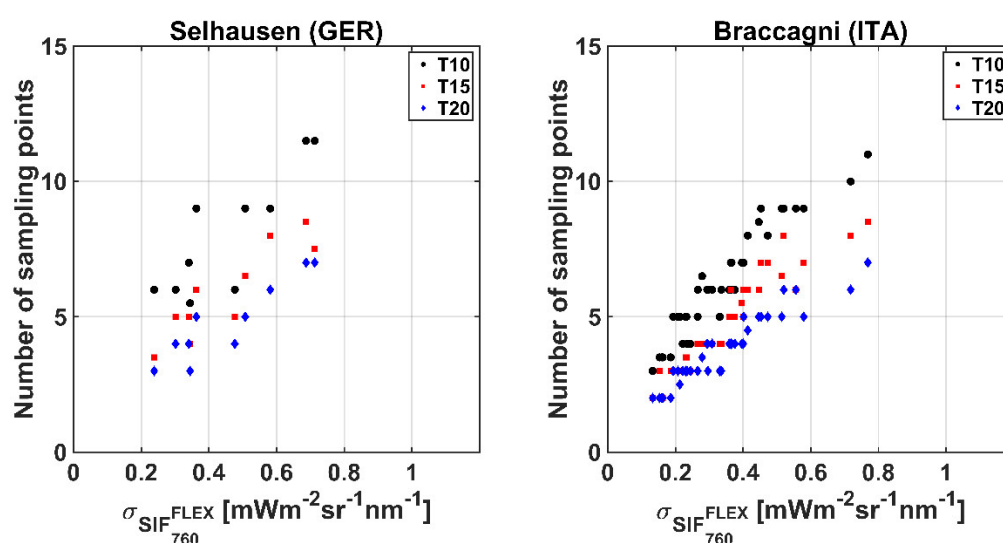 Selhausen (GER)
15
10
5
0
Number of sampling points
T10
T15
T20
0 0.2 0.4 0.6 0.8 1
σSIF760FLEX [mWm-2sr-1nm-1]
Braccagni (ITA)
15
10
5
0
Number of sampling points
T10
T15
T20
0 0.2 0.4 0.6 0.8 1
σSIF760FLEX [mWm-2sr-1nm-1]